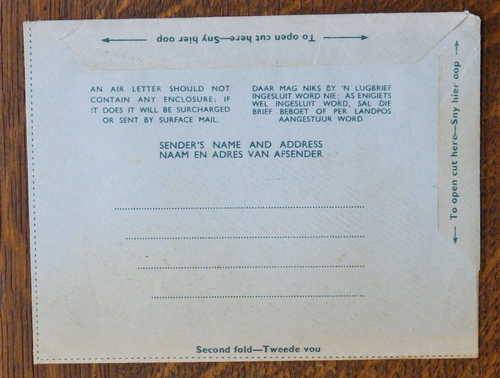 To open cut here—Sny hier oop
AN AIR LETTER SHOULD NOT
CONTAIN ANY ENCLOSURE; IF
IT DOES IT WILL BE SURCHARGED
OR SENT BY SURFACE MAIL.
DAAR MAG NIKS BY 'N LUGBRIEF
INGESLUIT WORD NIE; AS ENIGIETS
WEL INGESLUIT WORD, SAL DIE
BRIEF BEBOET OF PER LANDPOS
AANGESTUUR WORD.
To open cut here—Sny hier oop
SENDER'S NAME AND ADDRESS
NAAM EN ADRES VAN AFSENDER
Second fold—Tweede vou